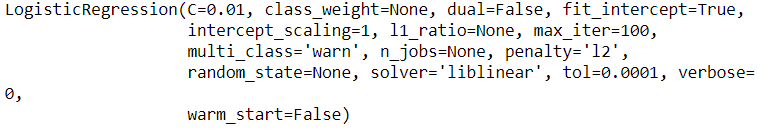 LogisticRegression(C=0.01, class_weight=None, dual=False, fit_intercept=True,
                   intercept_scaling=1, l1_ratio=None, max_iter=100,
                   multi_class='warn', n_jobs=None, penalty='l2',
                   random_state=None, solver='liblinear', tol=0.0001, verbose=
0,
                   warm_start=False)